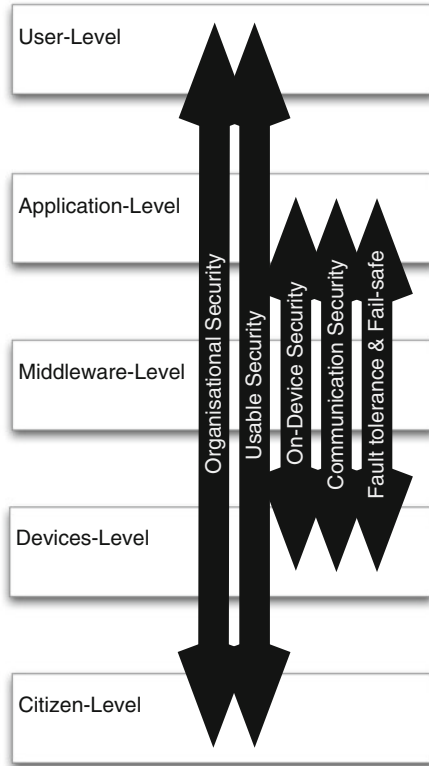 User-Level
Application-Level
Middleware-Level
Devices-Level
Citizen-Level
Organisational Security
Usable Security
On-Device Security
Communication Security
Fault tolerance & Fail-safe